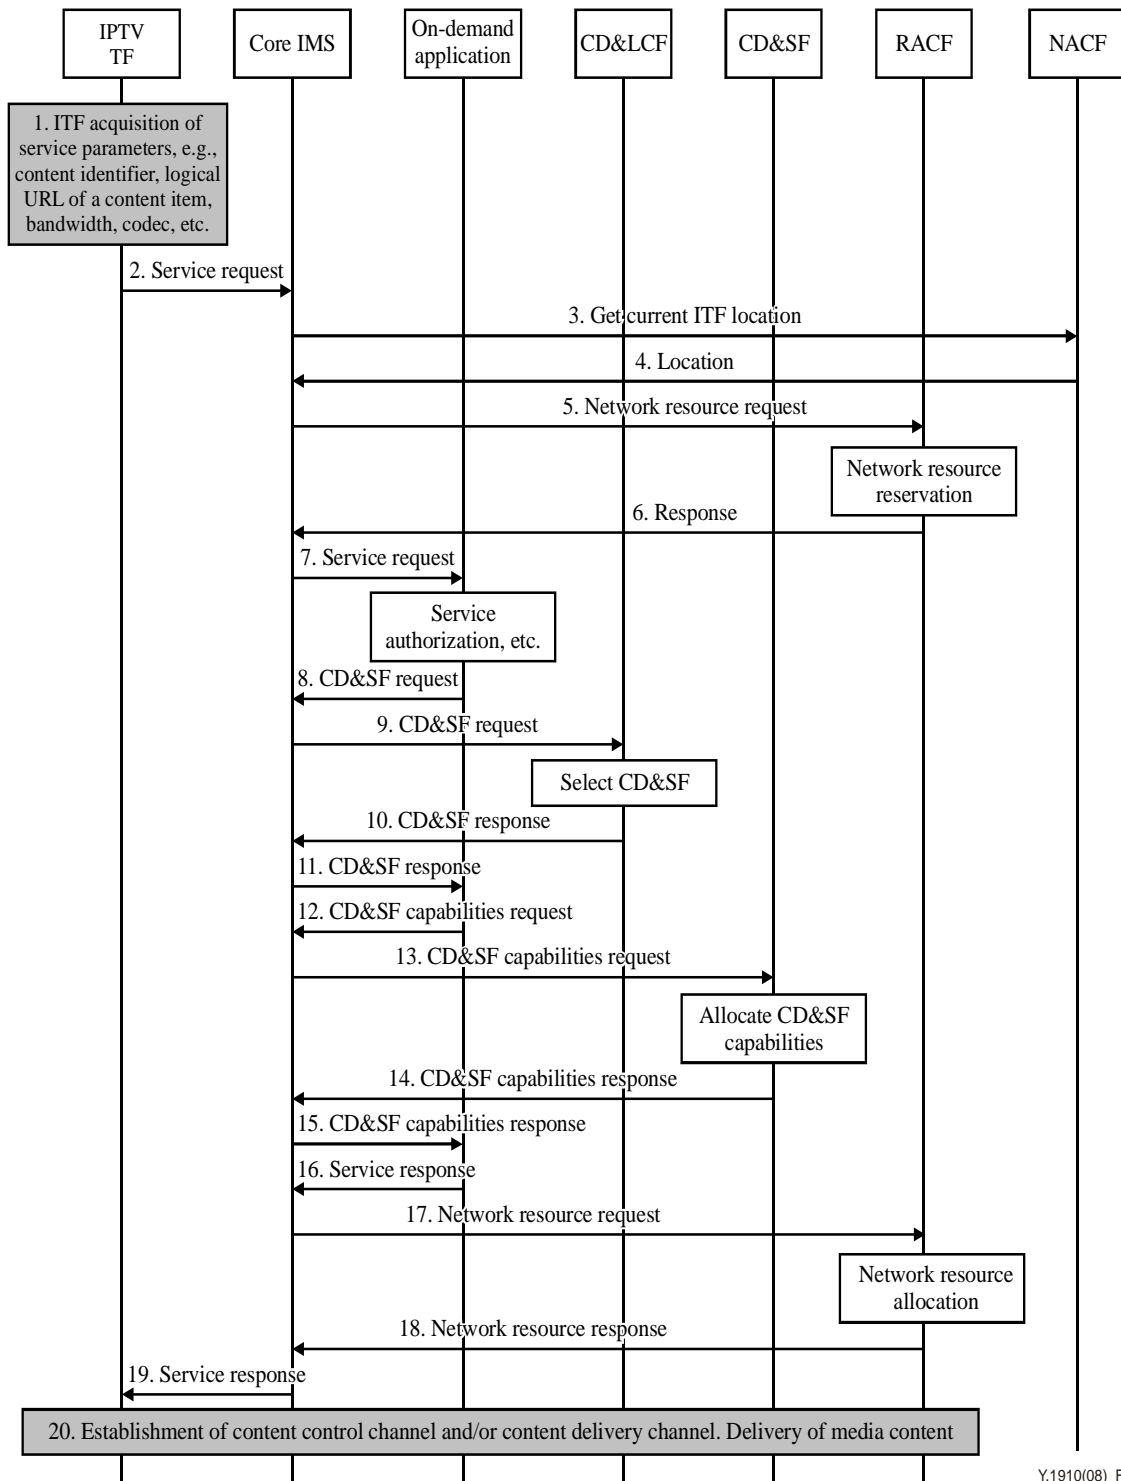 IPTV
TF
Core IMS
On-demand
application
CD&LCF
CD&SF
RACF
NACF
1. ITF acquisition of
service parameters, e.g.,
content identifier, logical
URL of a content item,
bandwidth, codec, etc.
2. Service request
3. Get current ITF location
4. Location
5. Network resource request
Network resource
reservation
6. Response
7. Service request
Service
authorization, etc.
8. CD&SF request
9. CD&SF request
Select CD&SF
10. CD&SF response
11. CD&SF response
12. CD&SF capabilities request
13. CD&SF capabilities request
Allocate CD&SF
capabilities
14. CD&SF capabilities response
15. CD&SF capabilities response
16. Service response
17. Network resource request
Network resource
allocation
18. Network resource response
19. Service response
20. Establishment of content control channel and/or content delivery channel. Delivery of media content
Y.1910(08)_F